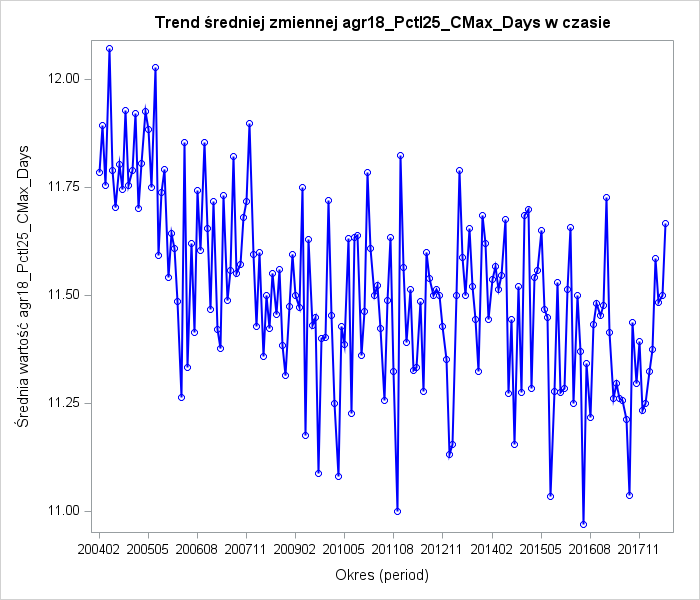 Trend średniej zmiennej agr18_Pctl25_CMax_Days w czasie
Średnia wartość agr18_Pctl25_CMax_Days
12.00
11.75
11.50
11.25
11.00
200402 200505 200608 200711 200902 201005 201108 201211 201402 201505 201608 201711
Okres (period)